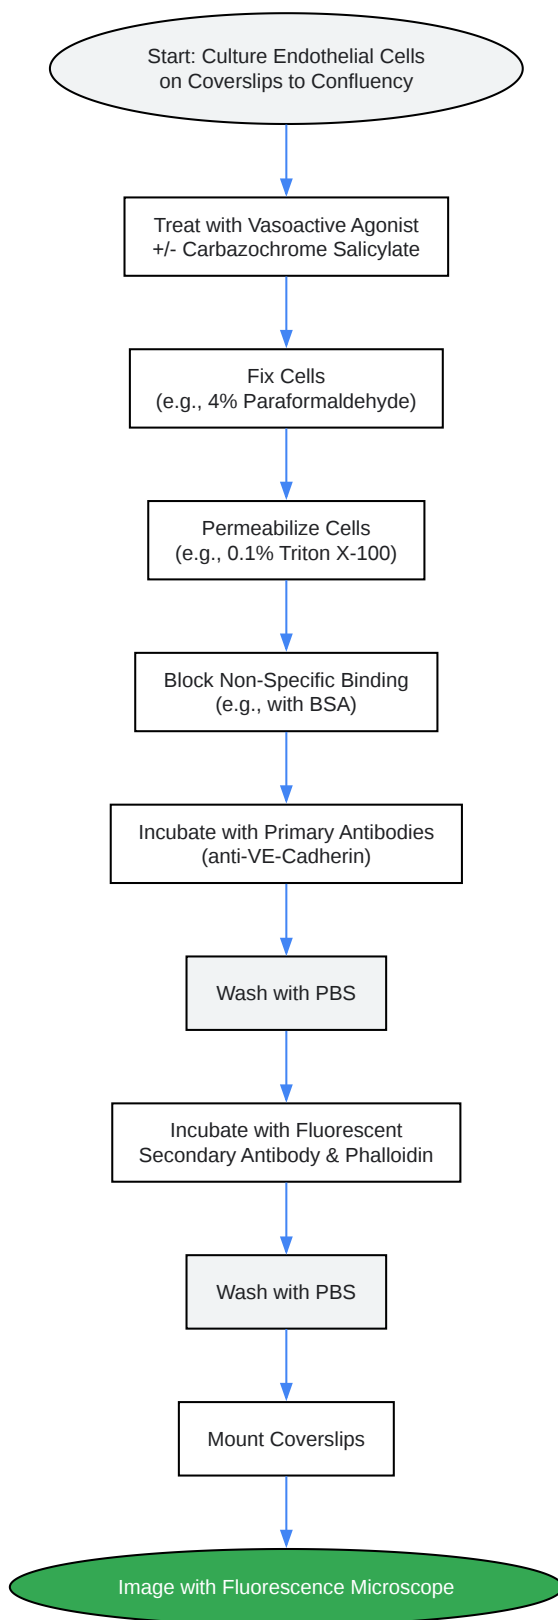 Start: Culture Endothelial Cells
on Coverslips to Confluency
Treat with Vasoactive Agonist
+/- Carbazochrome Salicylate
Fix Cells
(e.g., 4% Paraformaldehyde)
Permeabilize Cells
(e.g., 0.1% Triton X-100)
Block Non-Specific Binding
(e.g., with BSA)
Incubate with Primary Antibodies
(anti-VE-Cadherin)
Wash with PBS
Incubate with Fluorescent
Secondary Antibody & Phalloidin
Wash with PBS
Mount Coverslips
Image with Fluorescence Microscope